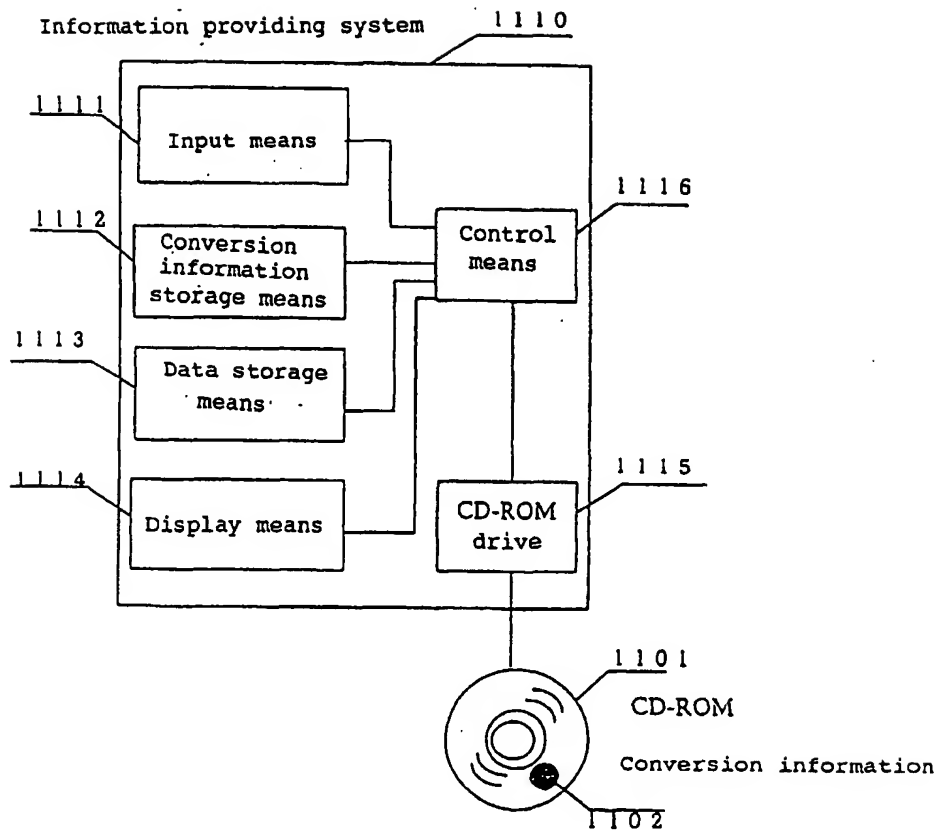 Information providing system
1110
1111
Input means
1116
Control
means
1112
Conversion
information
storage means
1113
Data storage
means
1115
1114
Display means
CD-ROM
drive
1101
CD-ROM
Conversion information
1102